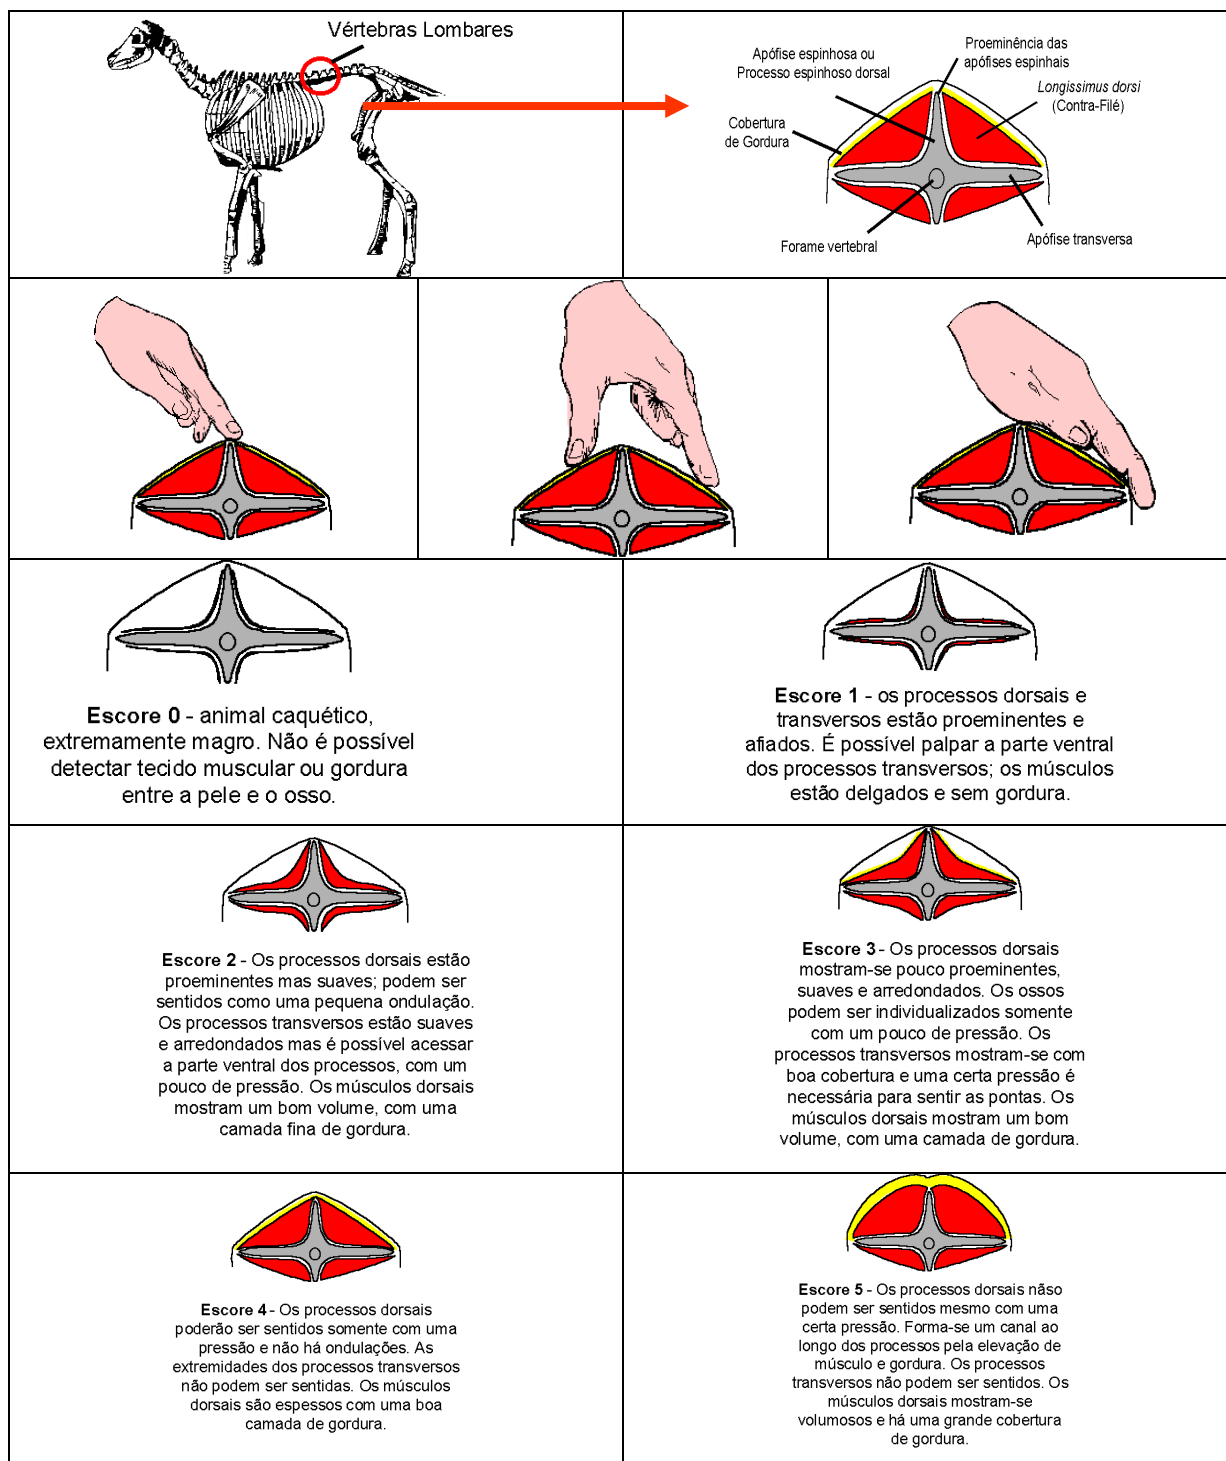 Vértebras Lombares
Apófise espinhosa ou
Processo espinhoso dorsal
Proeminência das
apófises espinhais
Longissimus dorsi
(Contra-Filé)
Cobertura
de Gordura
Forame vertebral
Apófise transversa
Escore 0 - animal caquético,
extremamente magro. Não é possível
detectar tecido muscular ou gordura
entre a pele e o osso.
Escore 1 - os processos dorsais e
transversos estão proeminentes e
afiados. É possível palpar a parte ventral
dos processos transversos; os músculos
estão delgados e sem gordura.
Escore 2 - Os processos dorsais estão
proeminentes mas suaves; podem ser
sentidos como uma pequena ondulação.
Os processos transversos estão suaves
e arredondados mas é possível acessar
a parte ventral dos processos, com um
pouco de pressão. Os músculos dorsais
mostram um bom volume, com uma
camada fina de gordura.
Escore 3 - Os processos dorsais
mostram-se pouco proeminentes,
suaves e arredondados. Os ossos
podem ser individualizados somente
com um pouco de pressão. Os
processos transversos mostram-se com
boa cobertura e uma certa pressão é
necessária para sentir as pontas. Os
músculos dorsais mostram um bom
volume, com uma camada de gordura.
Escore 4 - Os processos dorsais
poderão ser sentidos somente com uma
pressão e não há ondulações. As
extremidades dos processos transversos
não podem ser sentidas. Os músculos
dorsais são espessos com uma boa
camada de gordura.
Escore 5 - Os processos dorsais nãso
podem ser sentidos mesmo com uma
certa pressão. Forma-se um canal ao
longo dos processos pela elevação de
músculo e gordura. Os processos
transversos não podem ser sentidos. Os
músculos dorsais mostram-se
volumosos e há uma grande cobertura
de gordura.